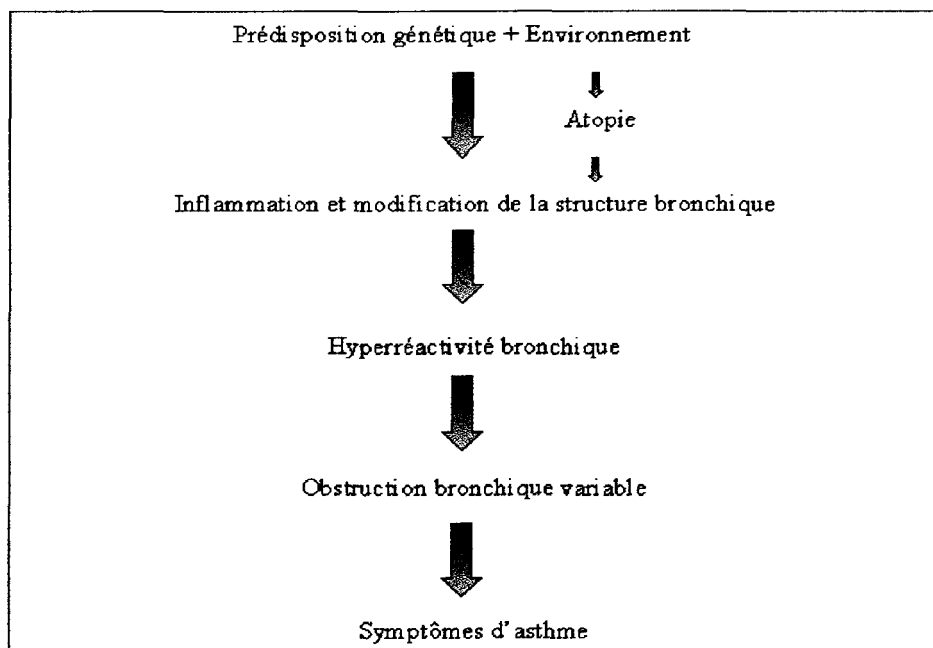 Prédisposition génétique + Environnement
Atopie
Inflammation et modification de la structure bronchique
Hyperréactivité bronchique
Obstruction bronchique variable
Symptômes d'asthme